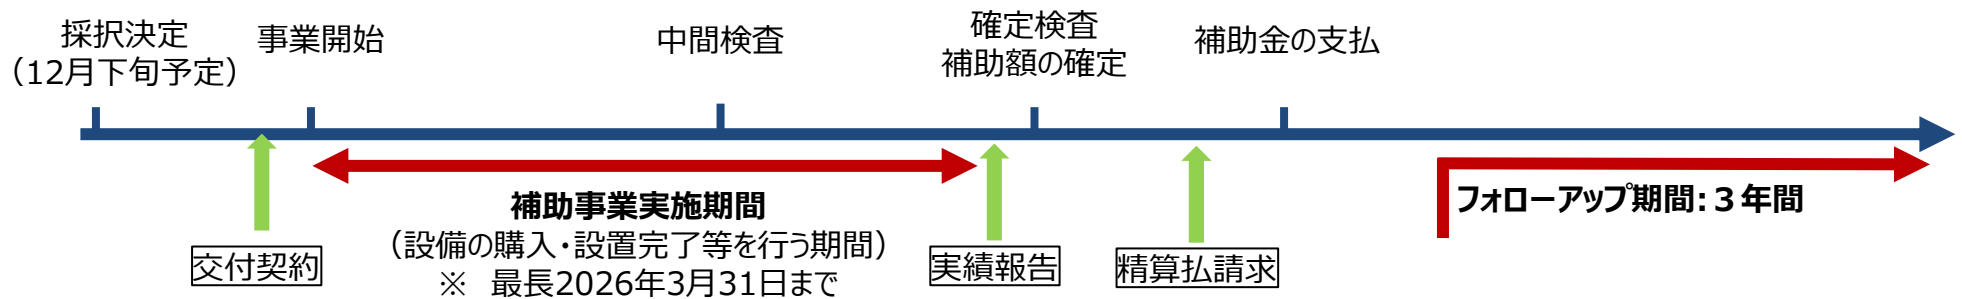 採択決定
（12月下旬予定）
事業開始
中間検査
確定検査
補助額の確定
補助金の支払
補助事業実施期間
（設備の購入・設置完了等を行う期間）
※　最長2026年3月31日まで
フォローアップ期間:３年間
交付契約
実績報告
精算払請求